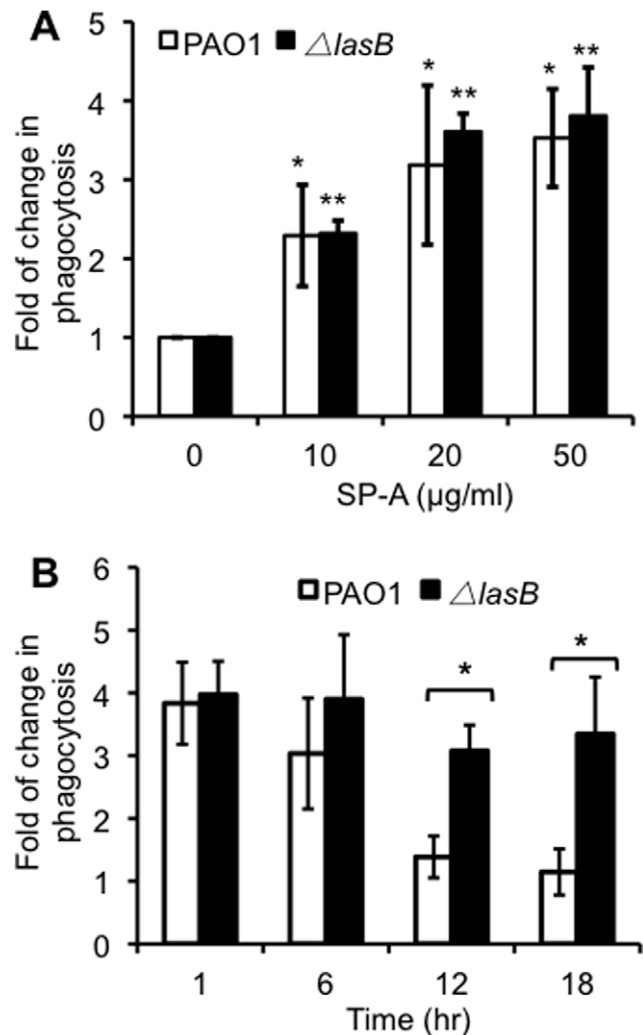 A
PAO1 △lasB
Fold of change in
phagocytosis
5
4
3
2
1
0
* ** * ** * **
0 10 20 50
SP-A (µg/ml)
B
PAO1 △lasB
Fold of change in
phagocytosis
6
5
4
3
2
1
0
* *
1 6 12 18
Time (hr)